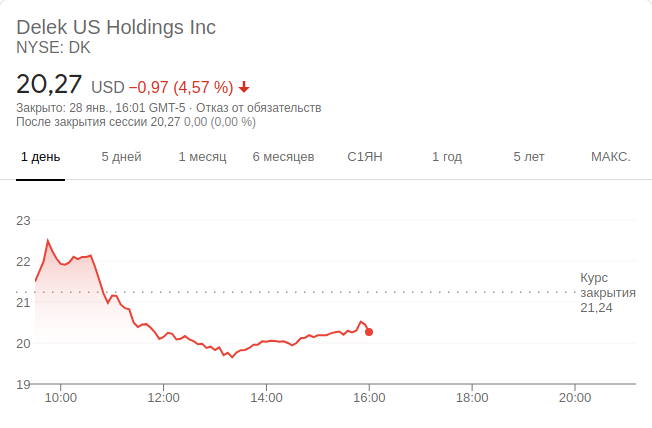 Delek US Holdings Inc
NYSE: DK
20,27 USD −0,97 (4,57 %)
Закрыто: 28 янв., 16:01 GMT-5 · Отказ от обязательств
После закрытия сессии 20,27 0,00 (0,00 %)
1 день 5 дней 1 месяц 6 месяцев С1ЯН 1 год 5 лет МАКС.
23
22
Курс
закрытия
21,24
21
20
19
10:00 12:00 14:00 16:00 18:00 20:00